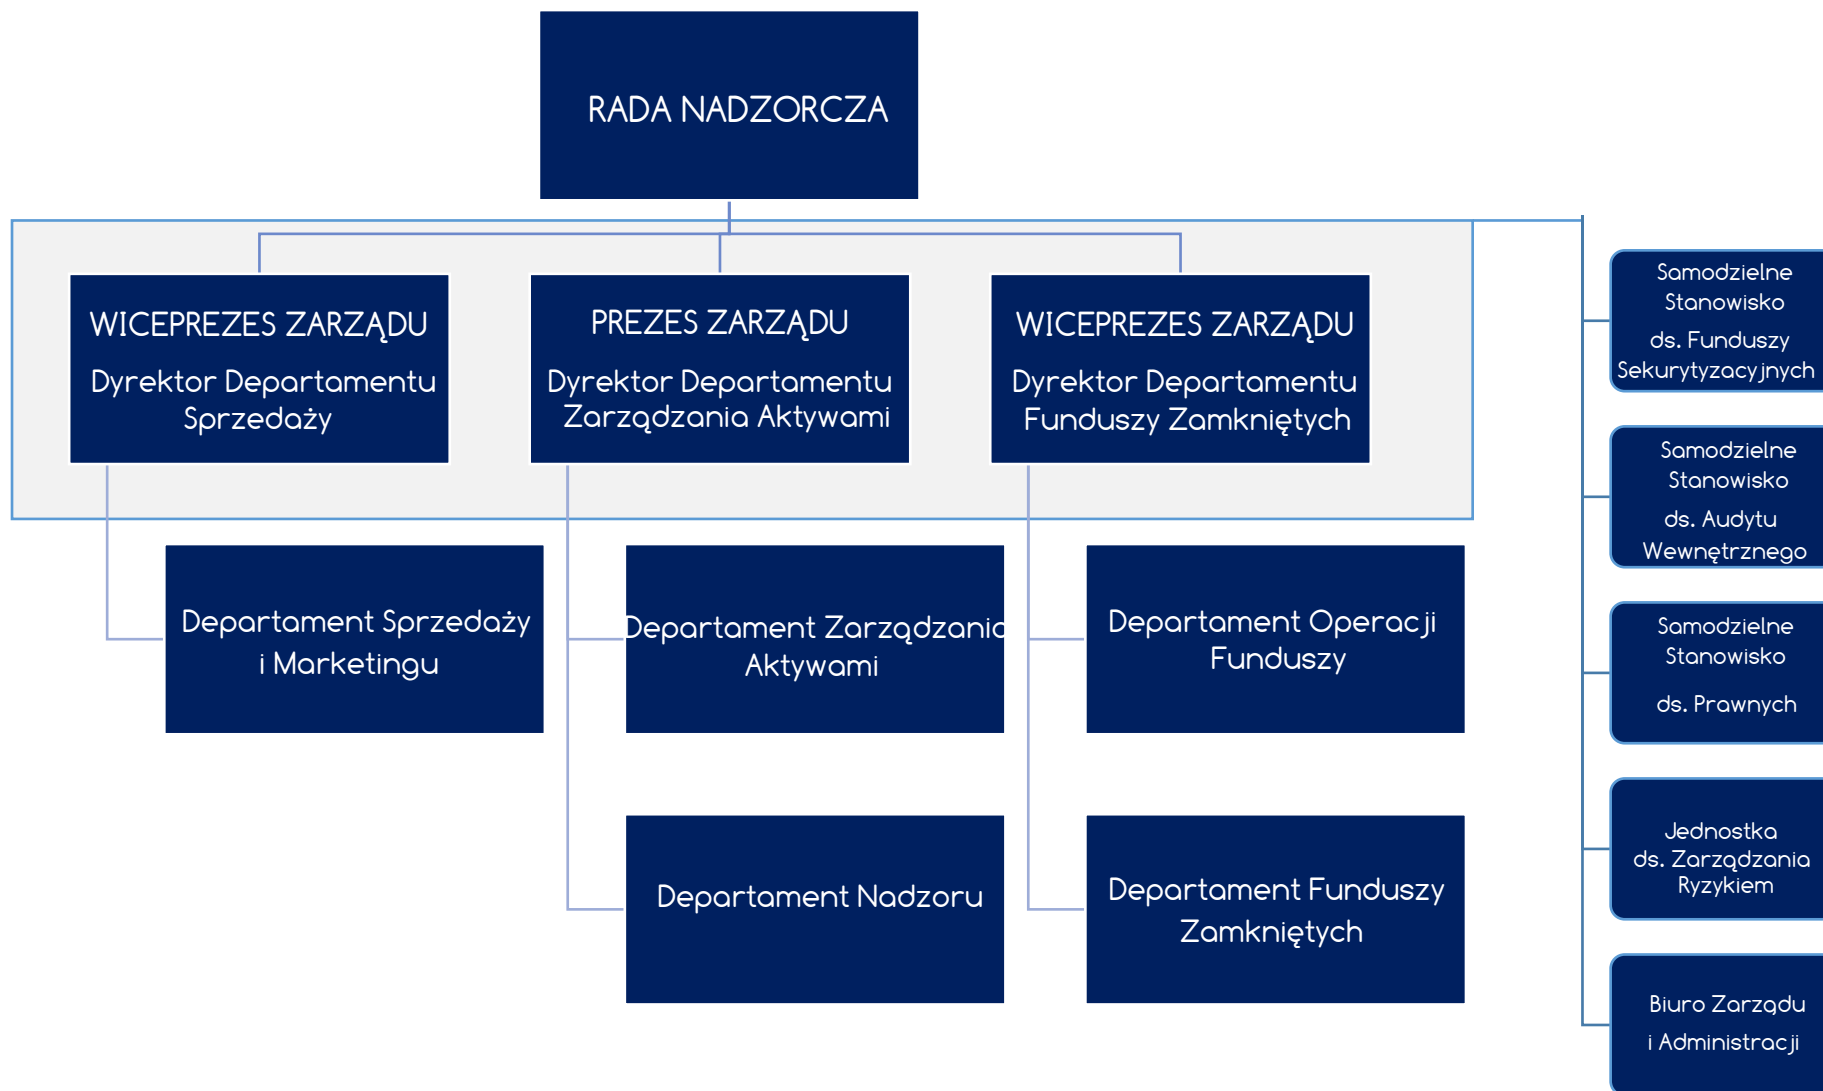 RADA NADZORCZA
WICEPREZES ZARZĄDU
Dyrektor Departamentu
Sprzedaży
PREZES ZARZĄDU
Dyrektor Departamentu
Zarządzania Aktywami
WICEPREZES ZARZĄDU
Dyrektor Departamentu
Funduszy Zamkniętych
Departament Sprzedaży
i Marketingu
Departament Zarządzania
Aktywami
Departament Operacji
Funduszy
Departament Nadzoru
Departament Funduszy
Zamkniętych
Samodzielne
Stanowisko
ds. Funduszy
Sekurytyzacyjnych
Samodzielne
Stanowisko
ds. Audytu
Wewnętrznego
Samodzielne
Stanowisko
ds. Prawnych
Jednostka
ds. Zarządzania
Ryzykiem
Biuro Zarządu
i Administracji